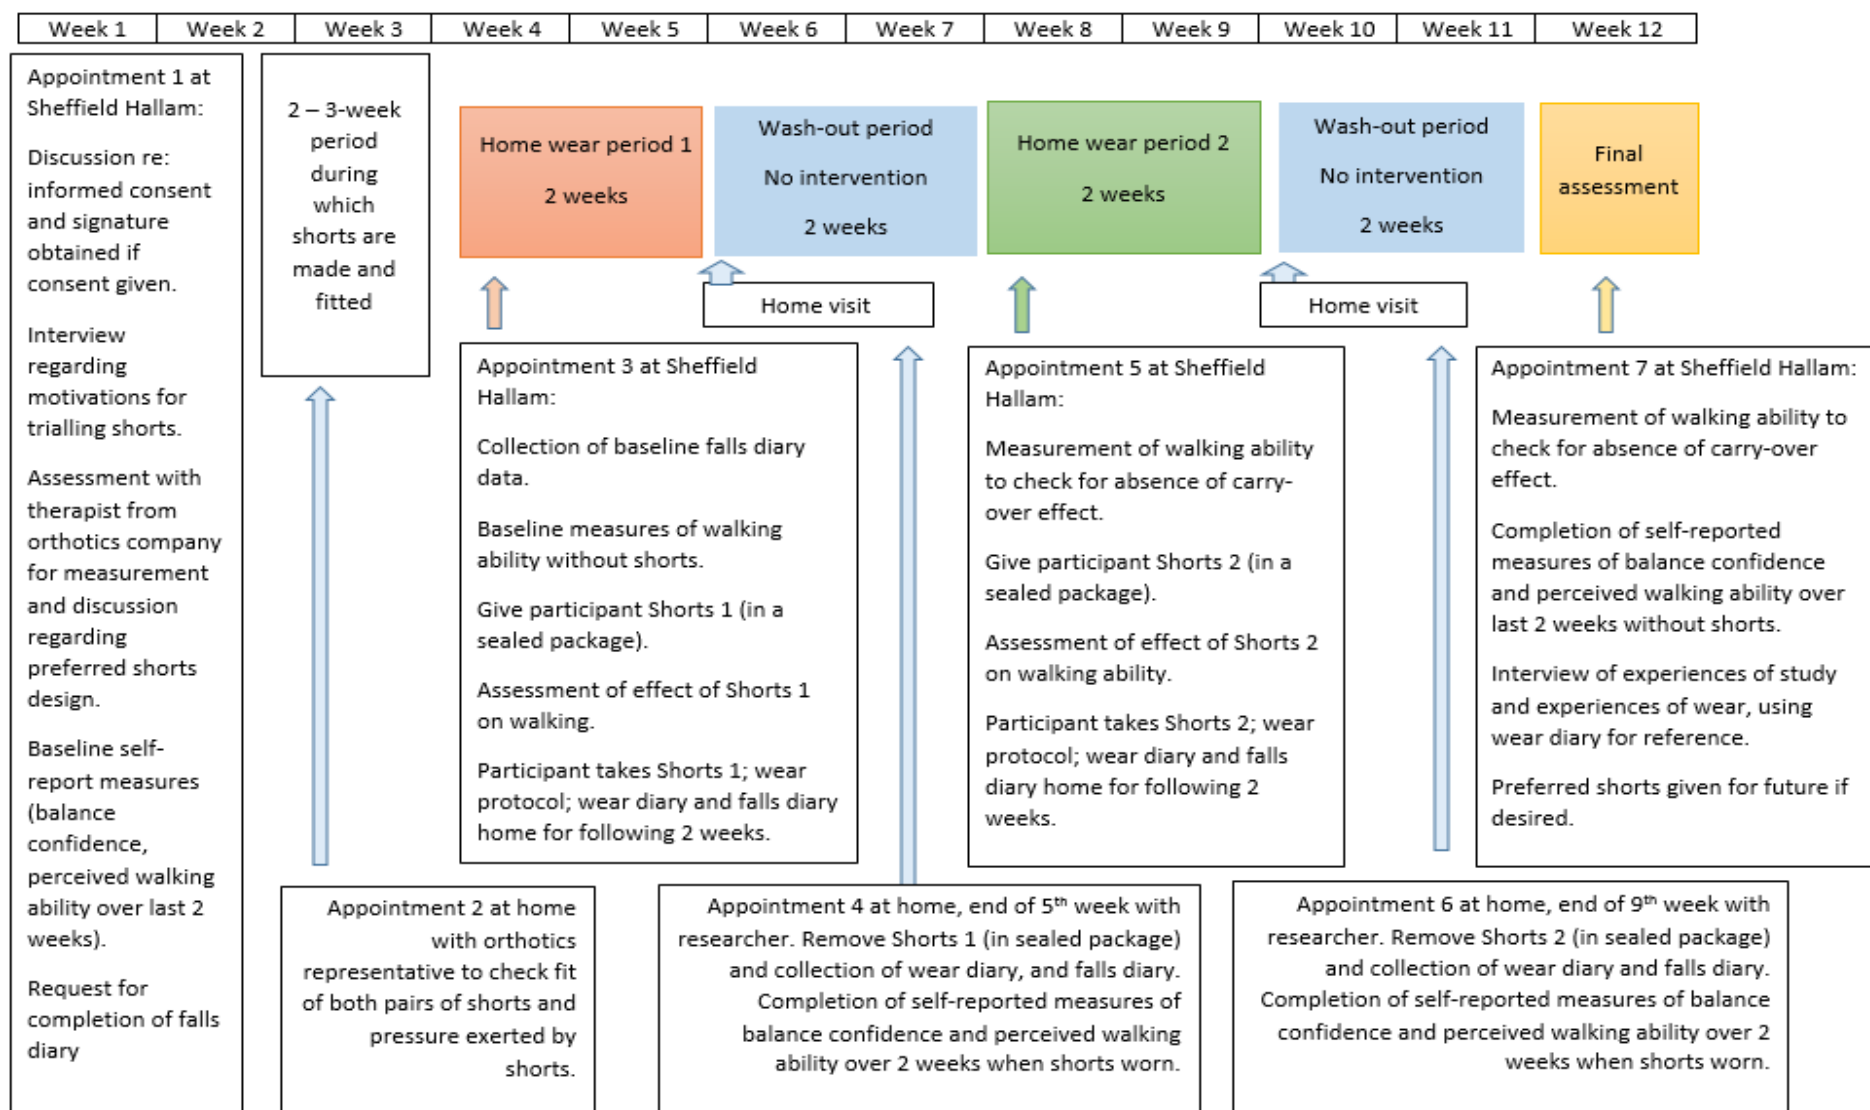 Week 1
Week 2
Week 3
Week 4
Week 5
Week 6
Week 7
Week 8
Week 9
Week 10
Week 11
Week 12
Appointment 1 at
Sheffield Hallam:
Discussion re:
informed consent
and signature
obtained if
consent given.
Interview
regarding
motivations for
trialling shorts.
Assessment with
therapist from
orthotics company
for measurement
and discussion
regarding
preferred shorts
design.
Baseline self-
report measures
(balance
confidence,
perceived walking
ability over last 2
weeks).
Request for
completion of falls
diary
2 – 3-week
period
during
which
shorts are
made and
fitted
Home wear period 1
2 weeks
Wash-out period
No intervention
2 weeks
Home wear period 2
2 weeks
Wash-out period
No intervention
2 weeks
Final
assessment
Home visit
Home visit
Appointment 3 at Sheffield
Hallam:
Collection of baseline falls diary
data.
Baseline measures of walking
ability without shorts.
Give participant Shorts 1 (in a
sealed package).
Assessment of effect of Shorts 1
on walking.
Participant takes Shorts 1; wear
protocol; wear diary and falls diary
home for following 2 weeks.
Appointment 5 at Sheffield
Hallam:
Measurement of walking ability
to check for absence of carry-
over effect.
Give participant Shorts 2 (in a
sealed package).
Assessment of effect of Shorts 2
on walking ability.
Participant takes Shorts 2; wear
protocol; wear diary and falls
diary home for following 2
weeks.
Appointment 7 at Sheffield Hallam:
Measurement of walking ability to
check for absence of carry-over
effect.
Completion of self-reported
measures of balance confidence
and perceived walking ability over
last 2 weeks without shorts.
Interview of experiences of study
and experiences of wear, using
wear diary for reference.
Preferred shorts given for future if
desired.
Appointment 2 at home
with orthotics
representative to check fit
of both pairs of shorts and
pressure exerted by
shorts.
Appointment 4 at home, end of 5th week with
researcher. Remove Shorts 1 (in sealed package)
and collection of wear diary, and falls diary.
Completion of self-reported measures of
balance confidence and perceived walking
ability over 2 weeks when shorts worn.
Appointment 6 at home, end of 9th week with
researcher. Remove Shorts 2 (in sealed package)
and collection of wear diary and falls diary.
Completion of self-reported measures of balance
confidence and perceived walking ability over 2
weeks when shorts worn.